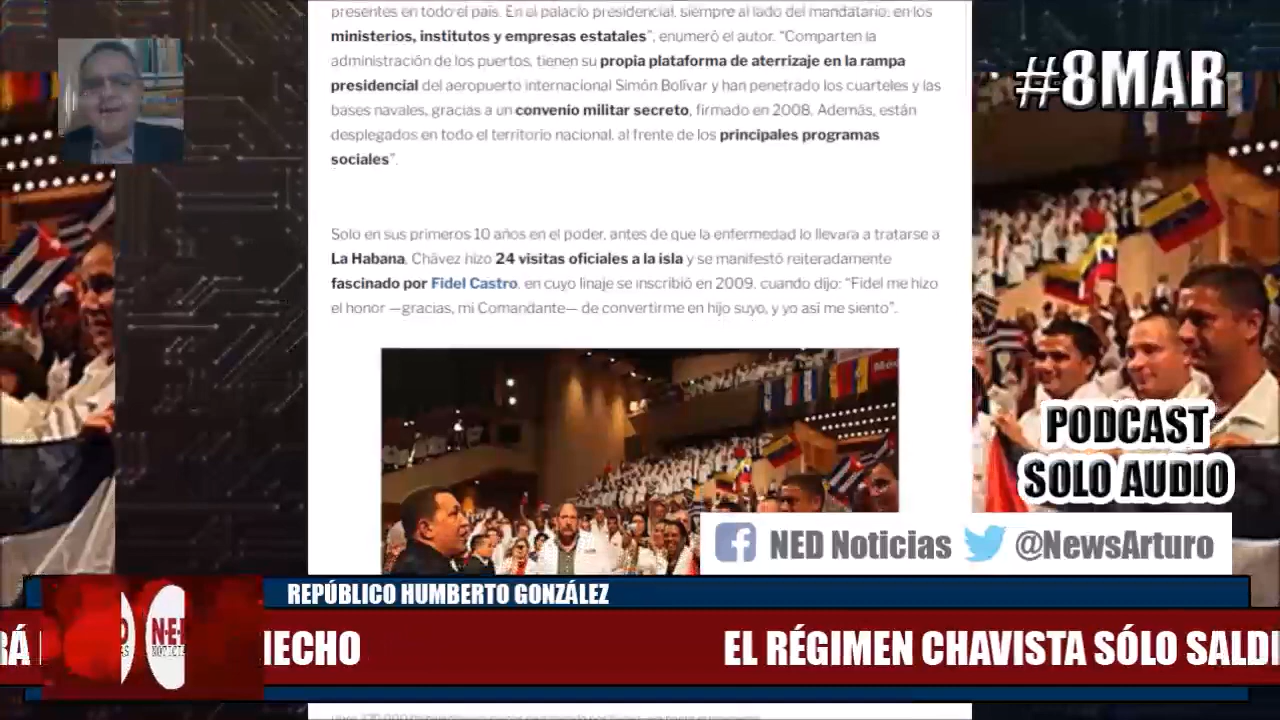 presentes en todo el país. En el palacio presidencial, siempre al lado del mandatario, en los
ministerios, institutos y empresas estatales”, enumeró el autor. “Comparten la
administración de los puertos, tienen su propia plataforma de aterrizaje en la rampa
presidencial del aeropuerto internacional Simón Bolívar y han penetrado los cuarteles y las
bases navales, gracias a un convenio militar secreto, firmado en 2008. Además, están
desplegados en todo el territorio nacional, al frente de los principales programas
sociales”.
Solo en sus primeros 10 años en el poder, antes de que la enfermedad lo llevara a tratarse a
La Habana, Chávez hizo 24 visitas oficiales a la isla y se manifestó reiteradamente
fascinado por Fidel Castro, en cuyo linaje se inscribió en 2009, cuando dijo: “Fidel me hizo
el honor —gracias, mi Comandante— de convertirme en hijo suyo, y yo así me siento”.
#8MAR
PODCAST
SOLO AUDIO
NED Noticias @NewsArturo
REPÚBLICO HUMBERTO GONZÁLEZ
RÁ HECHO EL RÉGIMEN CHAVISTA SÓLO SALD